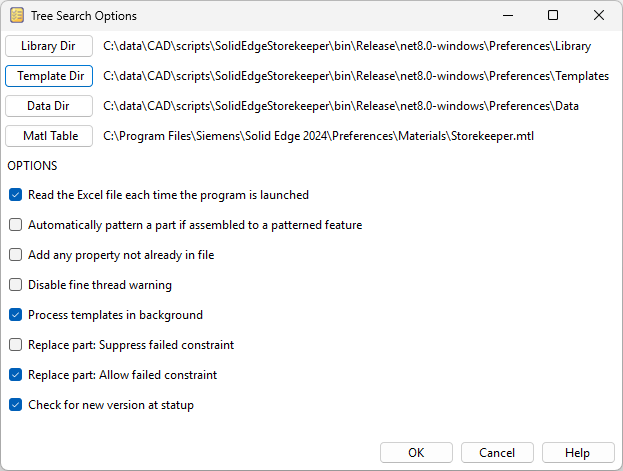 Tree Search Options
Library Dir C:\data\CAD\scripts\SolidEdgeStorekeeper\bin\Release\net8.0-windows\Preferences\Library
Template Dir C:\data\CAD\scripts\SolidEdgeStorekeeper\bin\Release\net8.0-windows\Preferences\Templates
Data Dir C:\data\CAD\scripts\SolidEdgeStorekeeper\bin\Release\net8.0-windows\Preferences\Data
Matl Table C:\Program Files\Siemens\Solid Edge 2024\Preferences\Materials\Storekeeper.mtl
OPTIONS
Read the Excel file each time the program is launched
Automatically pattern a part if assembled to a patterned feature
Add any property not already in file
Disable fine thread warning
Process templates in background
Replace part: Suppress failed constraint
Replace part: Allow failed constraint
Check for new version at statup
OK Cancel Help